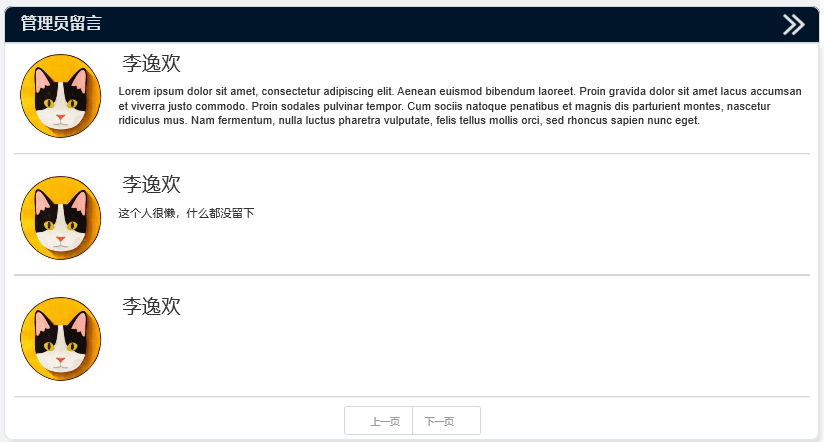 管理员留言
李逸欢
Lorem ipsum dolor sit amet, consectetur adipiscing elit. Aenean euismod bibendum laoreet. Proin gravida dolor sit amet lacus accumsan
et viverra justo commodo. Proin sodales pulvinar tempor. Cum sociis natoque penatibus et magnis dis parturient montes, nascetur
ridiculus mus. Nam fermentum, nulla luctus pharetra vulputate, felis tellus mollis orci, sed rhoncus sapien nunc eget.
李逸欢
这个人很懒，什么都没留下
李逸欢
上一页 下一页